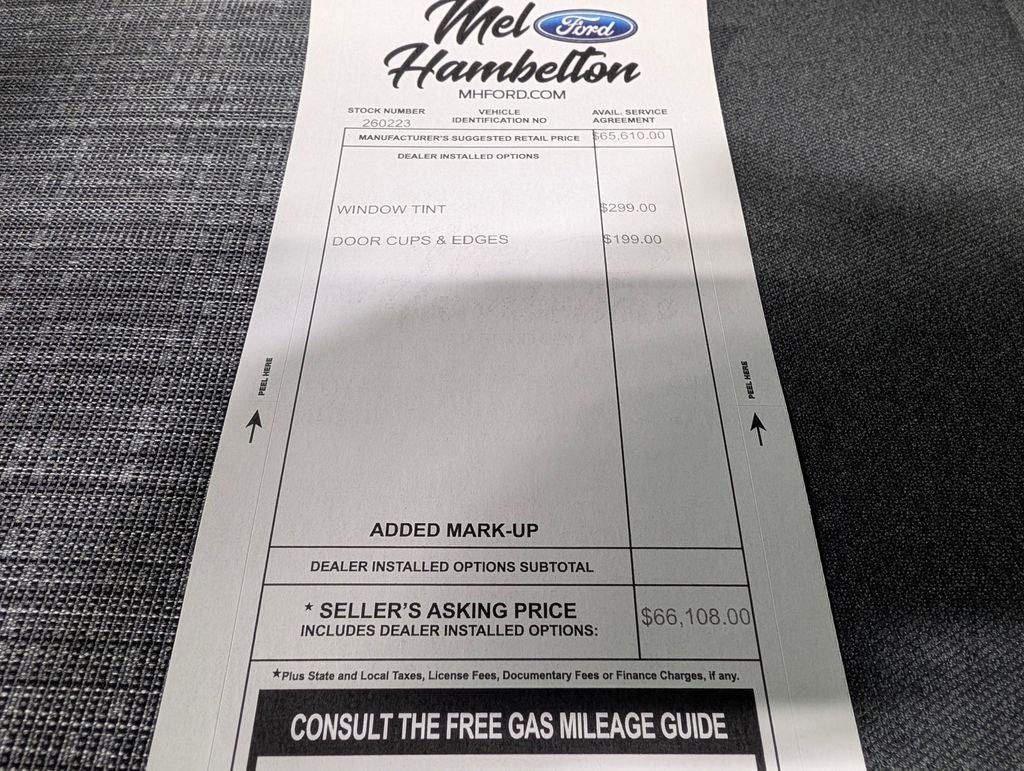 Mel Ford
Hambelton
MHFORD.COM
STOCK NUMBER
260223
VEHICLE
IDENTIFICATION NO
AVAIL. SERVICE
AGREEMENT
MANUFACTURER'S SUGGESTED RETAIL PRICE $65,610.00
DEALER INSTALLED OPTIONS
WINDOW TINT $299.00
DOOR CUPS & EDGES $199.00
PEEL HERE
PEEL HERE
ADDED MARK-UP
DEALER INSTALLED OPTIONS SUBTOTAL
* SELLER'S ASKING PRICE $66,108.00
INCLUDES DEALER INSTALLED OPTIONS:
*Plus State and Local Taxes, License Fees, Documentary Fees or Finance Charges, if any.
CONSULT THE FREE GAS MILEAGE GUIDE